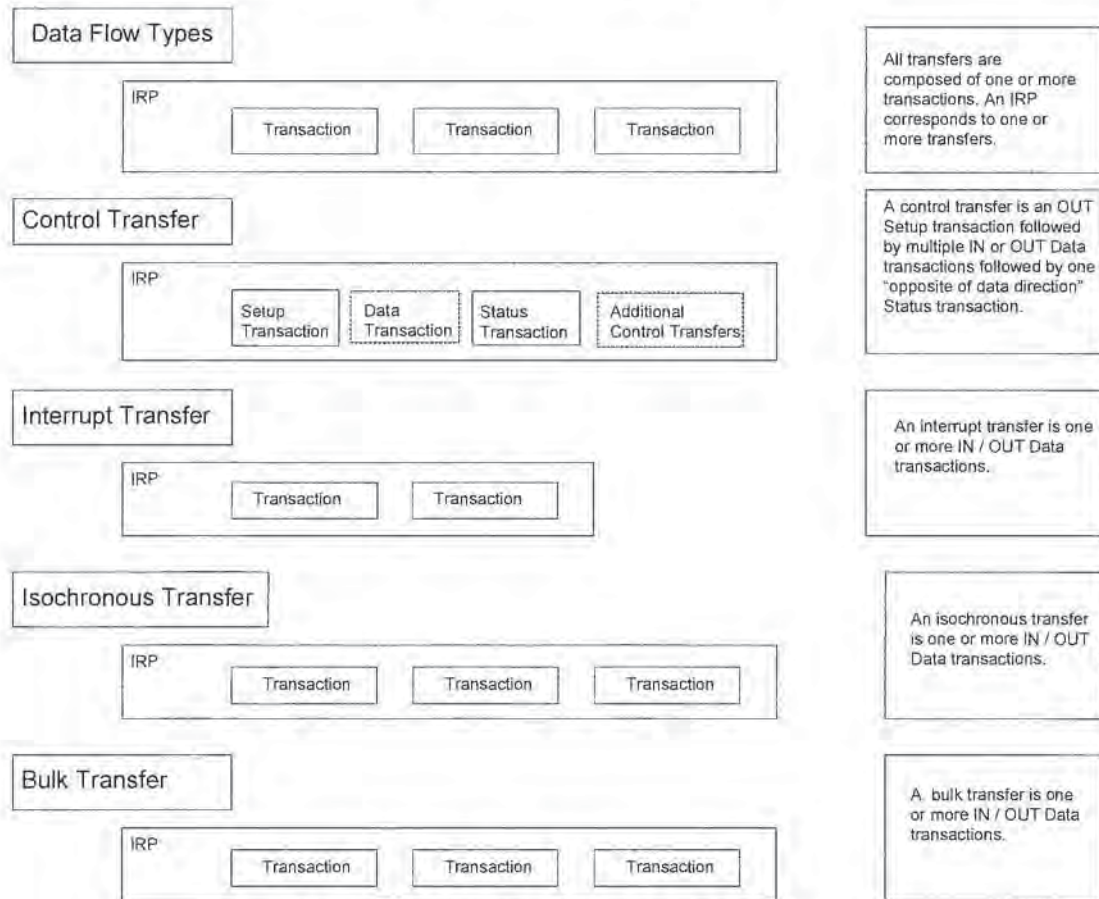 Data Flow Types
IRP
Transaction
Transaction
Transaction
All transfers are
composed of one or more
transactions. An IRP
corresponds to one or
more transfers.
Control Transfer
IRP
Setup
Transaction
Data
Transaction
Status
Transaction
Additional
Control Transfers
A control transfer is an OUT
Setup transaction followed
by multiple IN or OUT Data
transactions followed by one
"opposite of data direction"
Status transaction.
Interrupt Transfer
IRP
Transaction
Transaction
An interrupt transfer is one
or more IN / OUT Data
transactions.
Isochronous Transfer
IRP
Transaction
Transaction
Transaction
An isochronous transfer
is one or more IN / OUT
Data transactions.
Bulk Transfer
IRP
Transaction
Transaction
Transaction
A. bulk transfer is one
or more IN / OUT Data
transactions.